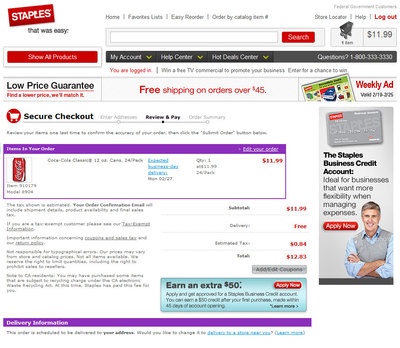 Federal Government Customers
STAPLES
that was easy:
Home / Favorites Lists / Easy Reorder / Order by catalog item #
Store Locator / Help | Log out
Search
1 item
$11.99
Show All Products
My Account
Help Center
Hot Deals Center
Questions? 1-800-333-3330
You are logged in | Win a free TV commercial to promote your business. Enter for a chance to win
Low Price Guarantee
Find a lower price, we'll match it.
Free shipping on orders over $45.
Weekly Ad
Valid 2/19-2/25
Secure Checkout
Enter Addresses
Review & Pay
Order Summary
Review your items one last time to confirm the accuracy of your order, then click the "Submit Order" button below.
Items In Your Order
Edit your order
Coca-Cola Classic® 12 oz. Cans, 24/Pack
Expected business-day delivery:
Mon 02/27
Qty: 1
24/Pack
$11.99
Item 910179
Model 8906
The tax shown is estimated. Your Order Confirmation Email will
include shipment details, product availability and final sales
tax.
If you are a tax-exempt customer please see our Tax-Exempt
Information.
Important information concerning coupons and sales tax and
our return policy.
Not responsible for typographical errors. Our prices may vary
from store and catalog prices. Not all items available. We
reserve the right to limit quantities, including the right to
prohibit sales to resellers.
Note to CA residents: You may have purchased some items
that are subject to recycling charge under the CA electronic
Waste Recycling Act. At this time, Staples has paid this fee for
you.
Subtotal:
$11.99
Delivery:
Free
Estimated Tax:
$0.84
Total:
$12.83
Add/Edit Coupons
Earn an extra $50.
Apply Now
Apply and get approved for a Staples Business Credit account.
You can earn a $50 credit after your first purchase, made within
45 days of account opening.
*Learn more
The Staples
Business Credit
Account:
Ideal for businesses
that want more
flexibility when
managing
expenses.
Apply Now
Delivery Information
This order is scheduled to be delivered to your address. Would you like to change it to delivery to a store near you? (Learn more)